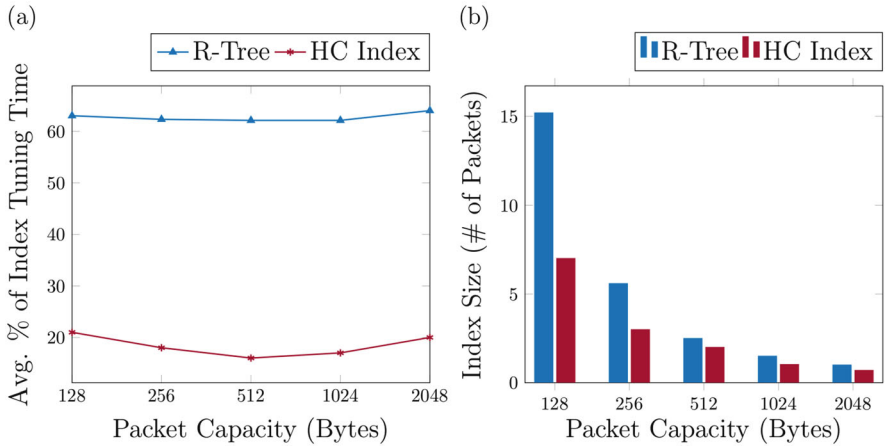 (a)
R-Tree HC Index
Avg. % of Index Tuning Time
60
50
40
30
20
128 256 512 1024 2048
Packet Capacity (Bytes)
(b)
R-Tree HC Index
Index Size (# of Packets)
15
10
5
0
128 256 512 1024 2048
Packet Capacity (Bytes)